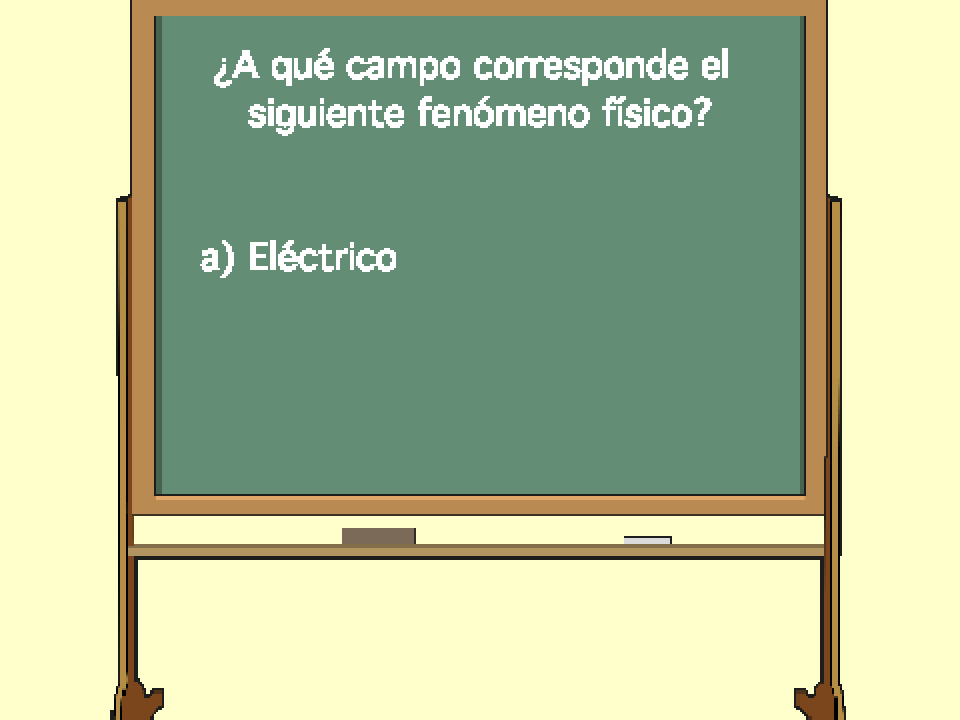 ¿A qué campo corresponde el
siguiente fenómeno físico?
a) Eléctrico